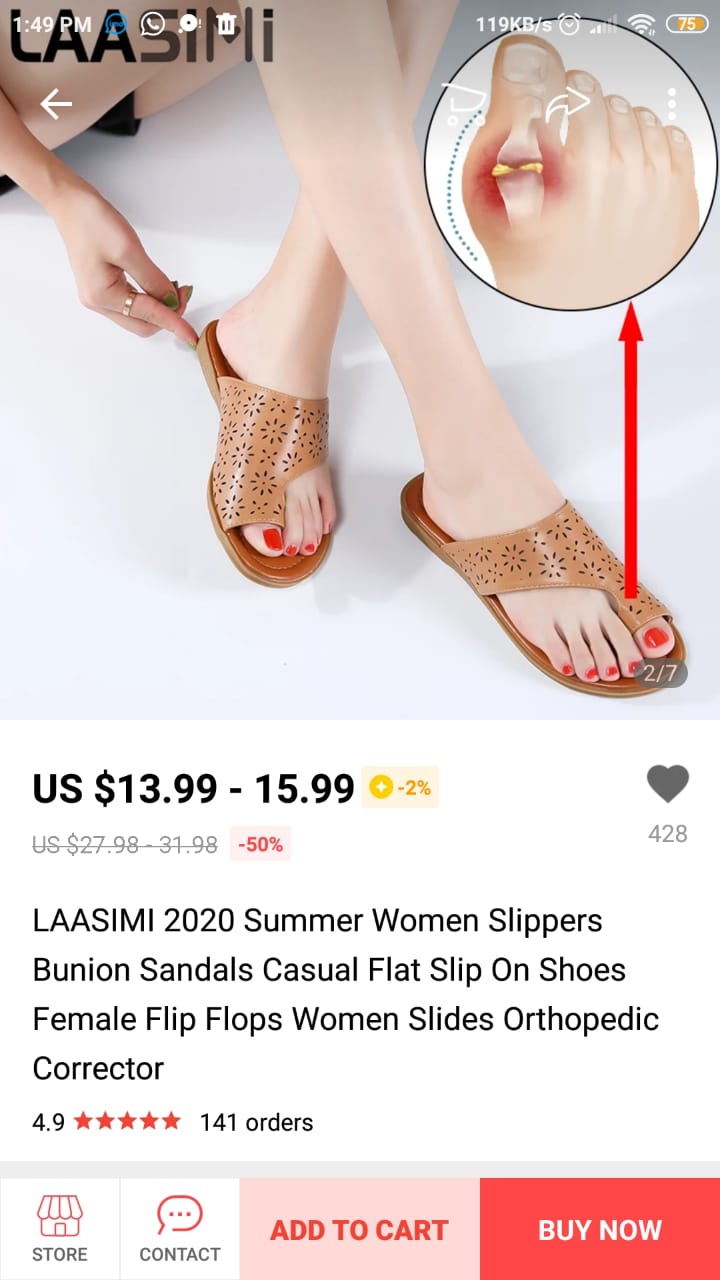 1:49 PM
119KB/s
75
LAASIMI
2/7
US $13.99 - 15.99
-2%
US $27.98 - 31.98
-50%
428
LAASIMI 2020 Summer Women Slippers
Bunion Sandals Casual Flat Slip On Shoes
Female Flip Flops Women Slides Orthopedic
Corrector
4.9
141 orders
STORE
CONTACT
ADD TO CART
BUY NOW